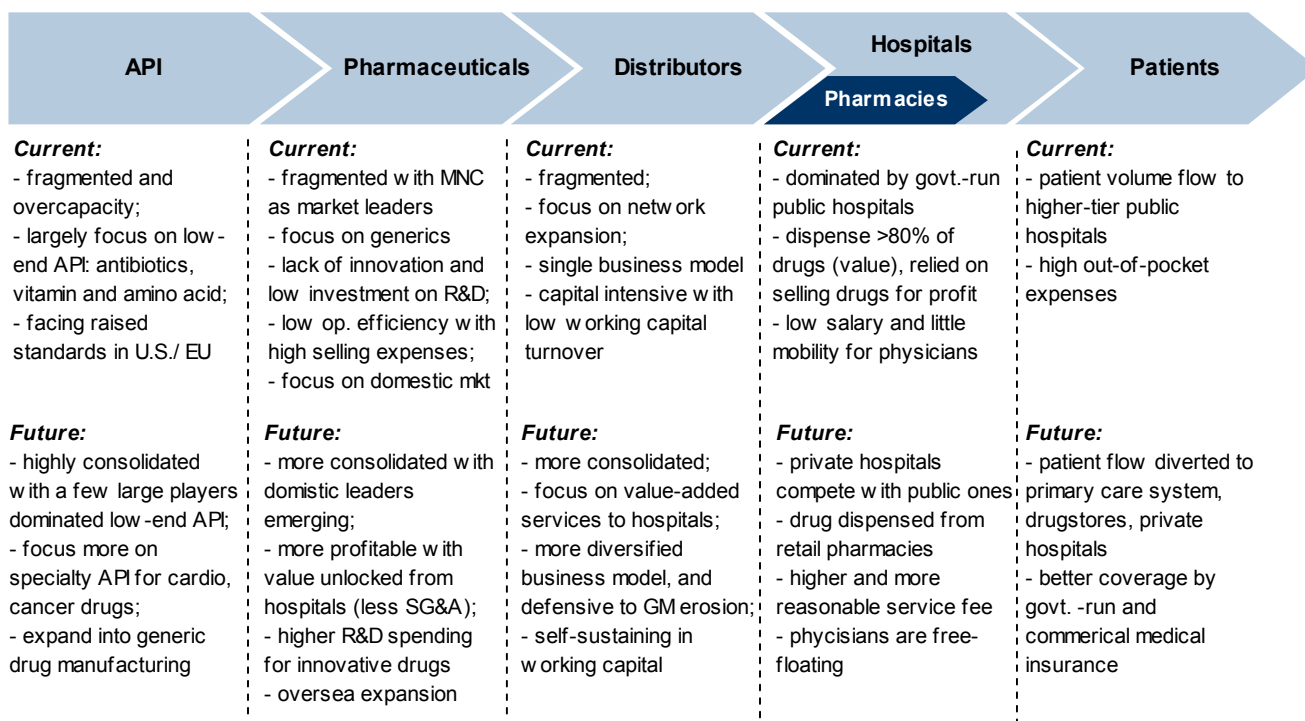 API
Pharmaceuticals
Distributors
Hospitals
Pharmacies
Patients
Current:
- fragmented and
overcapacity;
- largely focus on low-
end API: antibiotics,
vitamin and amino acid;
- facing raised
standards in U.S./ EU
Future:
- highly consolidated
with a few large players
dominated low-end API;
- focus more on
specialty API for cardio,
cancer drugs;
- expand into generic
drug manufacturing
Current:
- fragmented with MNC
as market leaders
- focus on generics
- lack of innovation and
low investment on R&D;
- low op. efficiency with
high selling expenses;
- focus on domestic mkt
Future:
- more consolidated with
domistic leaders
emerging;
- more profitable with
value unlocked from
hospitals (less SG&A);
- higher R&D spending
for innovative drugs
- oversea expansion
Current:
- fragmented;
- focus on network
expansion;
- single business model
- capital intensive with
low working capital
turnover
Future:
- more consolidated;
- focus on value-added
services to hospitals;
- more diversified
business model, and
defensive to GM erosion;
- self-sustaining in
working capital
Current:
- dominated by govt.-run
public hospitals
- dispense >80% of
drugs (value), relied on
selling drugs for profit
- low salary and little
mobility for physicians
Future:
- private hospitals
compete with public ones
- drug dispensed from
retail pharmacies
- higher and more
reasonable service fee
- phycisians are free-
floating
Current:
- patient volume flow to
higher-tier public
hospitals
- high out-of-pocket
expenses
Future:
- patient flow diverted to
primary care system,
drugstores, private
hospitals
- better coverage by
govt. -run and
commerical medical
insurance